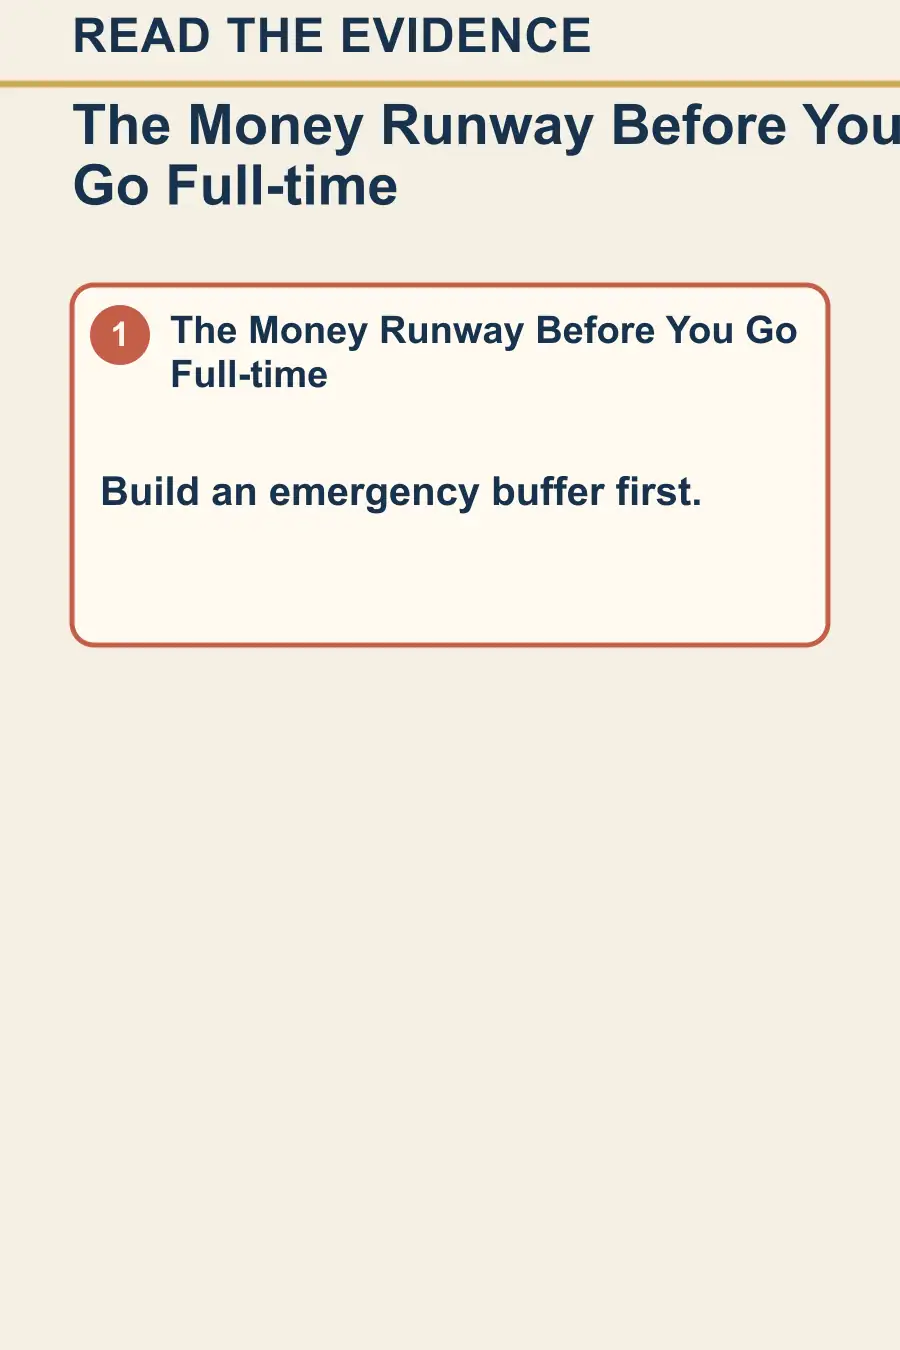 READ THE EVIDENCE
The Money Runway Before You
Go Full-time
1
The Money Runway Before You Go
Full-time
Build an emergency buffer first.